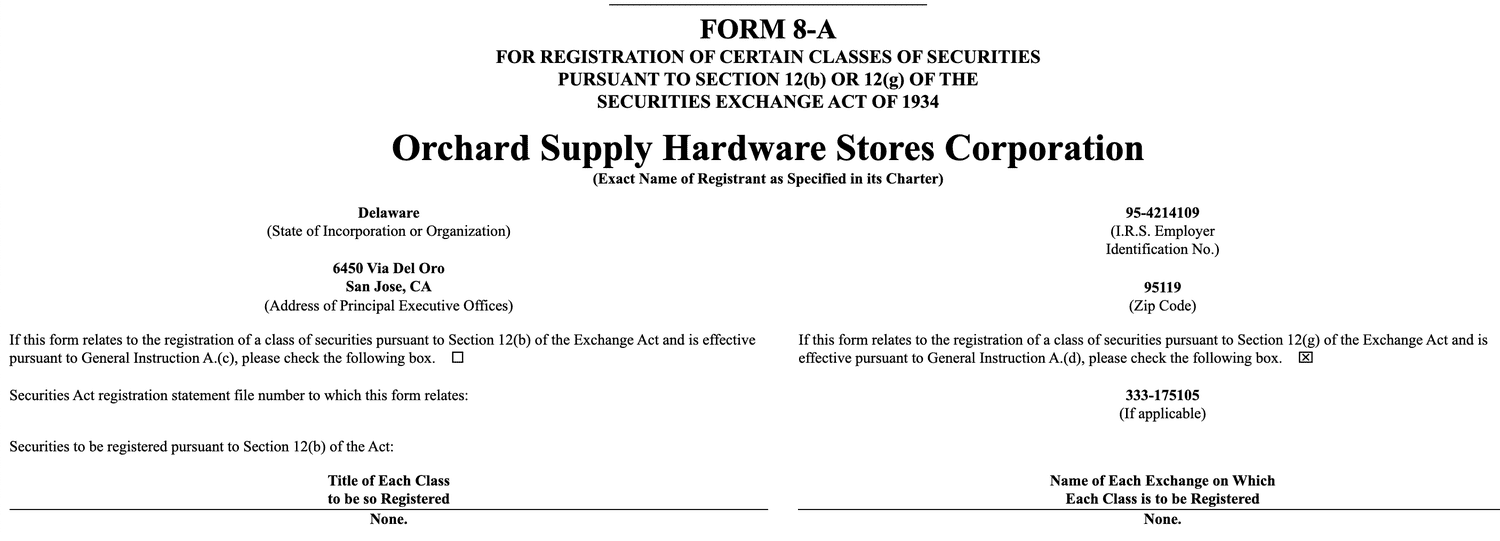 FORM 8-A
FOR REGISTRATION OF CERTAIN CLASSES OF SECURITIES
PURSUANT TO SECTION 12(b) OR 12(g) OF THE
SECURITIES EXCHANGE ACT OF 1934
Orchard Supply Hardware Stores Corporation
(Exact Name of Registrant as Specified in its Charter)
Delaware
(State of Incorporation or Organization)
95-4214109
(I.R.S. Employer
Identification No.)
6450 Via Del Oro
San Jose, CA
(Address of Principal Executive Offices)
95119
(Zip Code)
If this form relates to the registration of a class of securities pursuant to Section 12(b) of the Exchange Act and is effective
pursuant to General Instruction A.(c), please check the following box. ☐
If this form relates to the registration of a class of securities pursuant to Section 12(g) of the Exchange Act and is
effective pursuant to General Instruction A.(d), please check the following box. ☒
Securities Act registration statement file number to which this form relates:
333-175105
(If applicable)
Securities to be registered pursuant to Section 12(b) of the Act:
Title of Each Class
to be so Registered
Name of Each Exchange on Which
Each Class is to be Registered
None.
None.